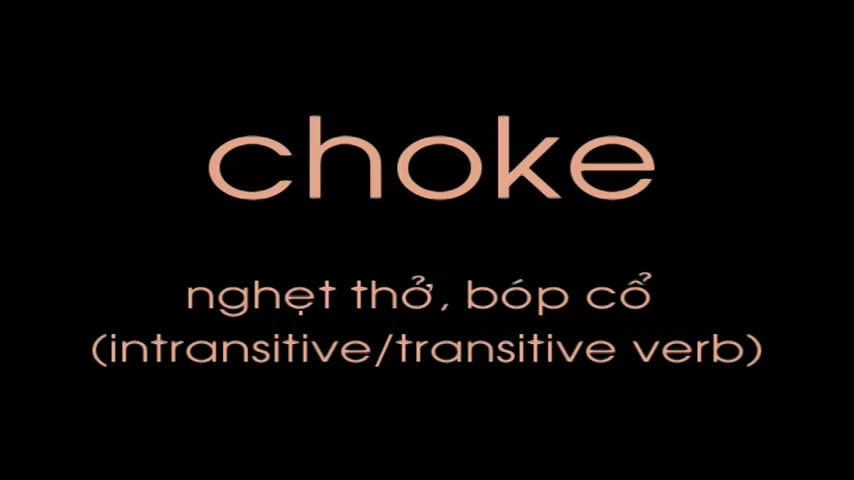 choke
nghẹt thở, bóp cổ
(intransitive/transitive verb)